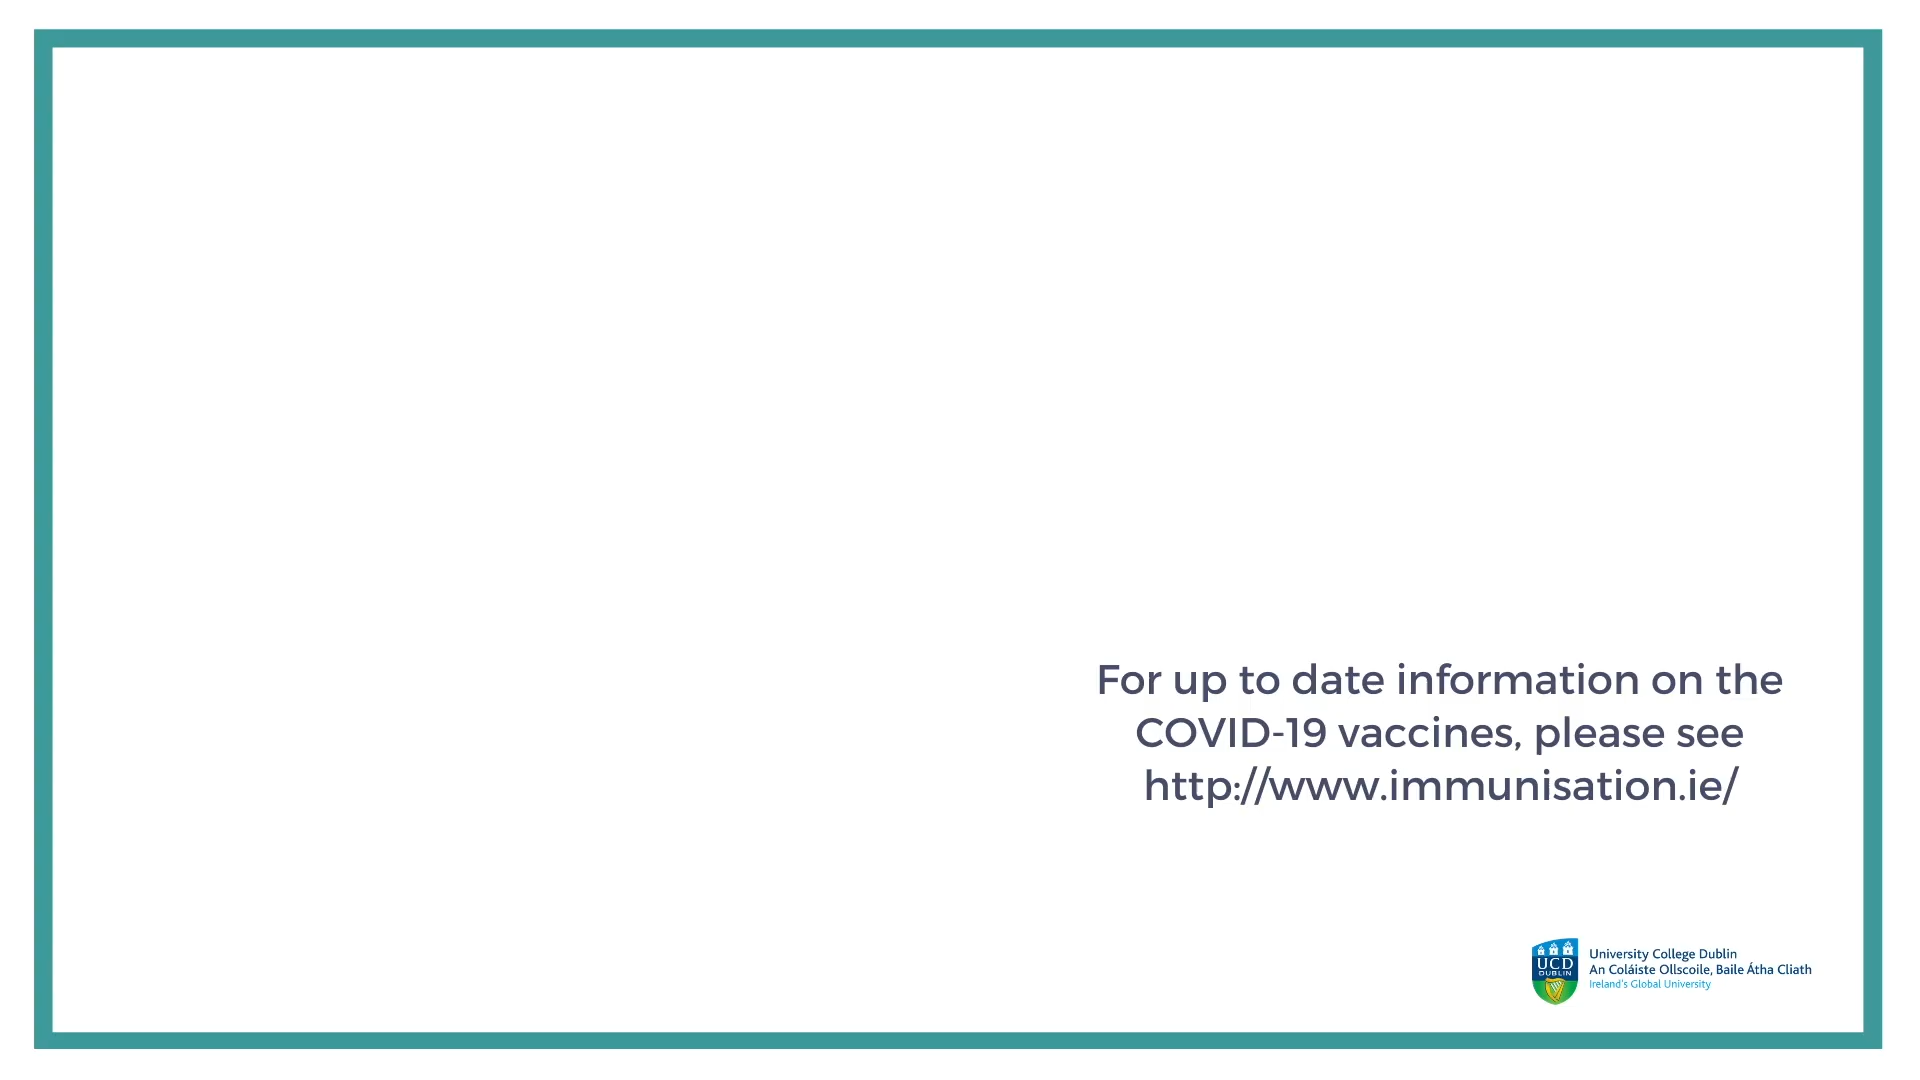 For up to date information on the
COVID-19 vaccines, please see
http://www.immunisation.ie/
UCD
DUBLIN
University College Dublin
An Coláiste Ollscoile, Baile Átha Cliath
Ireland's Global University